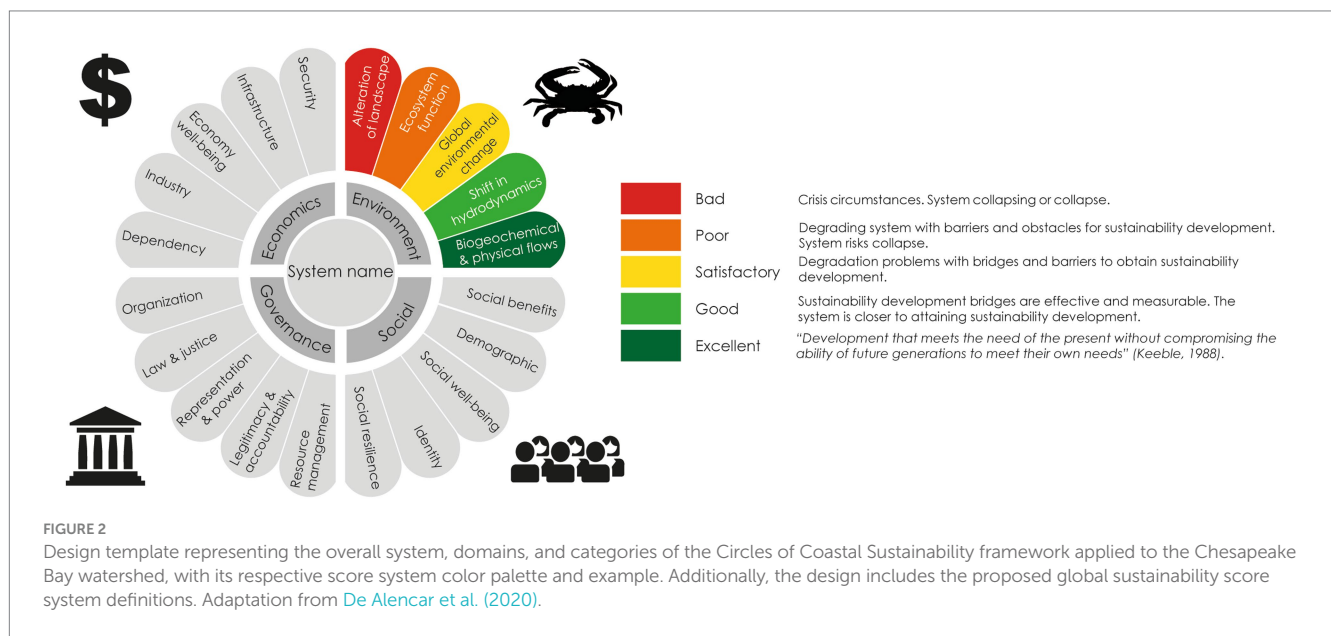 $
Security
Infrastructure
Economy
well-being
Industry
Dependency
Alteration
of landscape
Ecosystem
function
Global
environmental
change
Shift in
hydrodynamics
Biogeochemical
& physical flows
Economics
Environment
System name
Governance
Social
Organization
Law & justice
Representation
& power
Legitimacy &
accountability
Resource
management
Social benefits
Demographic
Social well-being
Identity
Social resilience
Bad
Crisis circumstances. System collapsing or collapse.
Poor
Degrading system with barriers and obstacles for sustainability development.
System risks collapse.
Satisfactory
Degradation problems with bridges and barriers to obtain sustainability
development.
Good
Sustainability development bridges are effective and measurable. The
system is closer to attaining sustainability development.
Excellent
"Development that meets the need of the present without compromising the
ability of future generations to meet their own needs" (Keeble, 1988).
FIGURE 2
Design template representing the overall system, domains, and categories of the Circles of Coastal Sustainability framework applied to the Chesapeake
Bay watershed, with its respective score system color palette and example. Additionally, the design includes the proposed global sustainability score
system definitions. Adaptation from De Alencar et al. (2020).